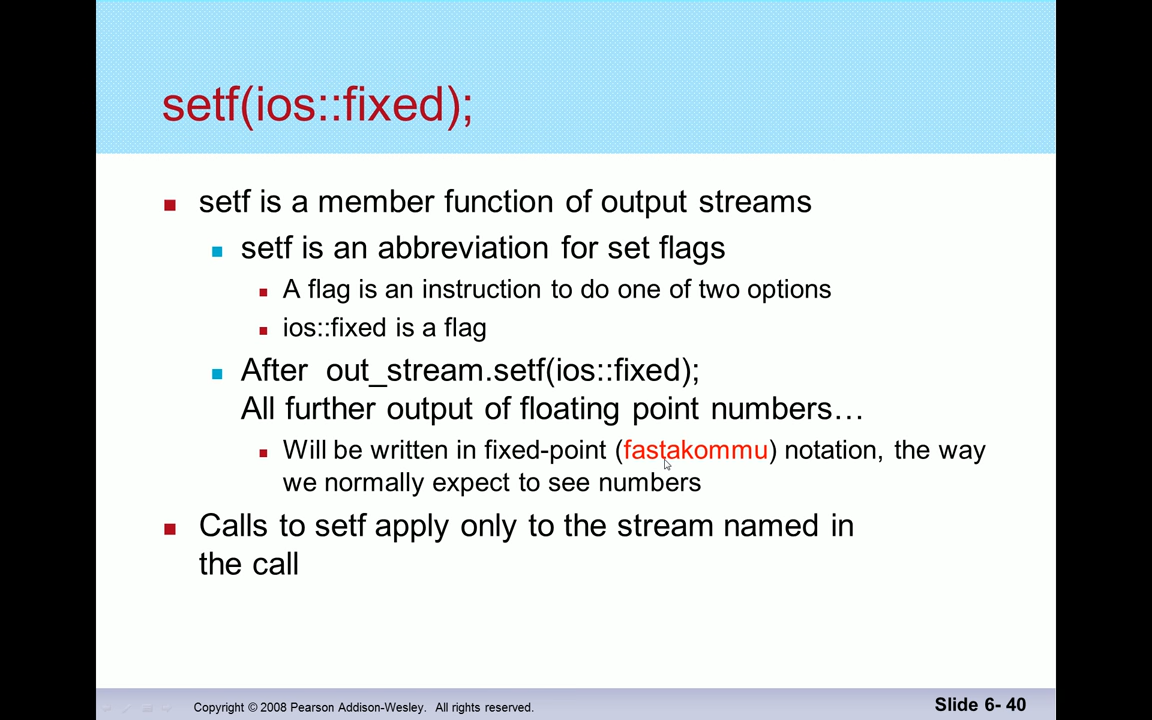 setf(ios::fixed);
setf is a member function of output streams
setf is an abbreviation for set flags
A flag is an instruction to do one of two options
ios::fixed is a flag
After out_stream.setf(ios::fixed);
All further output of floating point numbers…
Will be written in fixed-point (fastakommu) notation, the way
we normally expect to see numbers
Calls to setf apply only to the stream named in
the call
Copyright © 2008 Pearson Addison-Wesley. All rights reserved.
Slide 6- 40